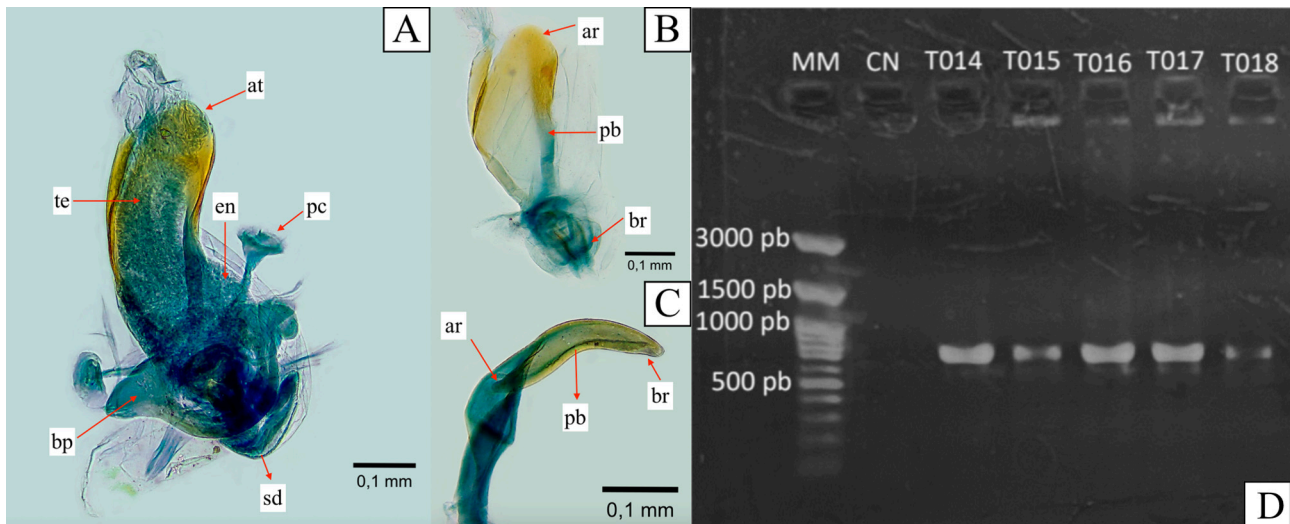 A
at
te
en
pc
bp
sd
0,1 mm
B
ar
pb
br
0,1 mm
C
ar
pb
br
0,1 mm
MM CN T014 T015 T016 T017 T018
3000 pb
1500 pb
1000 pb
500 pb
D